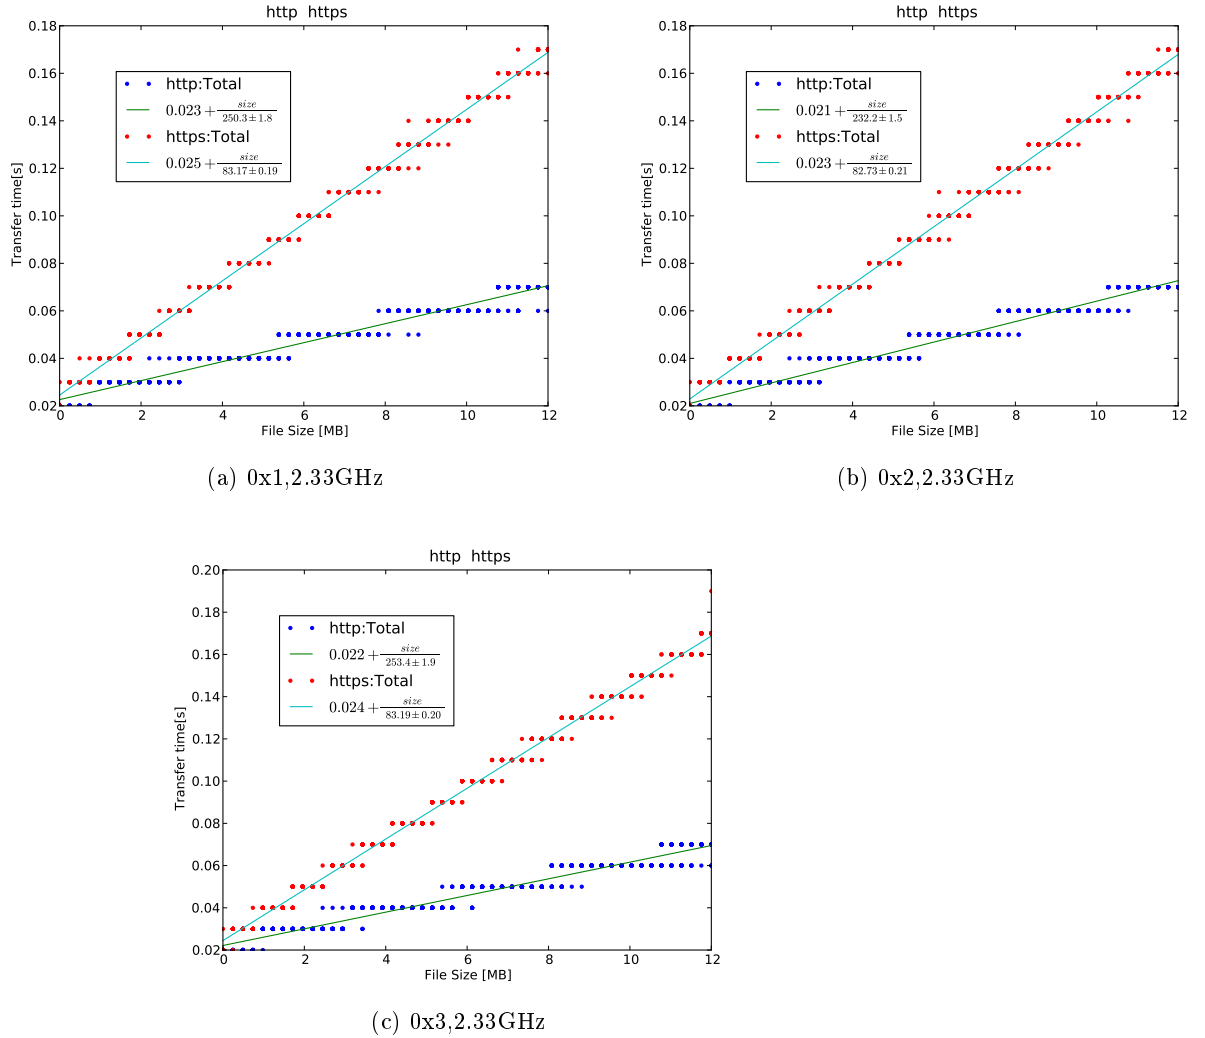 http https
0.18
0.16
0.14
0.12
0.10
0.08
0.06
0.04
0.02
Transfer time[s]
http:Total
0.023 + size / 250.3 ± 1.8
https:Total
0.025 + size / 83.17 ± 0.19
0 2 4 6 8 10 12
File Size [MB]
(a) 0x1,2.33GHz
http https
0.18
0.16
0.14
0.12
0.10
0.08
0.06
0.04
0.02
Transfer time[s]
http:Total
0.021 + size / 232.2 ± 1.5
https:Total
0.023 + size / 82.73 ± 0.21
0 2 4 6 8 10 12
File Size [MB]
(b) 0x2,2.33GHz
http https
0.20
0.18
0.16
0.14
0.12
0.10
0.08
0.06
0.04
0.02
Transfer time[s]
http:Total
0.022 + size / 253.4 ± 1.9
https:Total
0.024 + size / 83.19 ± 0.20
0 2 4 6 8 10 12
File Size [MB]
(c) 0x3,2.33GHz